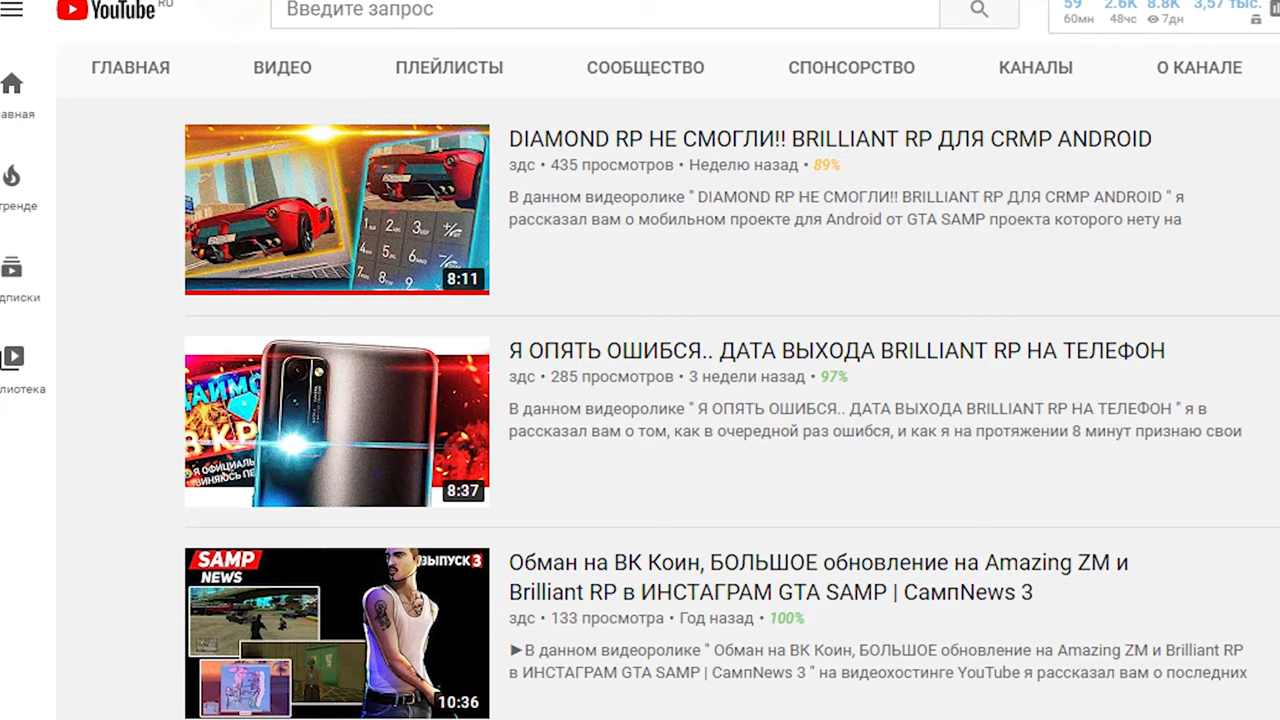 YouTube RU
Введите запрос
59 2.6K 8.8K 3,57 тыс.
60мн 48чс 7дн
ГЛАВНАЯ ВИДЕО ПЛЕЙЛИСТЫ СООБЩЕСТВО СПОНСОРСТВО КАНАЛЫ О КАНАЛЕ
авная
тренде
дписки
лиотека
8:11
DIAMOND RP НЕ СМОГЛИ!! BRILLIANT RP ДЛЯ CRMP ANDROID
здс • 435 просмотров • Неделю назад • 89%
В данном видеоролике " DIAMOND RP НЕ СМОГЛИ!! BRILLIANT RP ДЛЯ CRMP ANDROID " я
рассказал вам о мобильном проекте для Android от GTA SAMP проекта которого нету на
АЙМО
В КР
Я ОФИЦИАЛЬ
ВИНЯЮСЬ ПЕ
8:37
Я ОПЯТЬ ОШИБСЯ.. ДАТА ВЫХОДА BRILLIANT RP НА ТЕЛЕФОН
здс • 285 просмотров • 3 недели назад • 97%
В данном видеоролике " Я ОПЯТЬ ОШИБСЯ.. ДАТА ВЫХОДА BRILLIANT RP НА ТЕЛЕФОН " я в
рассказал вам о том, как в очередной раз ошибся, и как я на протяжении 8 минут признаю свои
SAMP
NEWS
ВЫПУСК 3
10:36
Обман на ВК Коин, БОЛЬШОЕ обновление на Amazing ZM и
Brilliant RP в ИНСТАГРАМ GTA SAMP | СампNews 3
здс • 133 просмотра • Год назад • 100%
►В данном видеоролике " Обман на ВК Коин, БОЛЬШОЕ обновление на Amazing ZM и Brilliant RP
в ИНСТАГРАМ GTA SAMP | СампNews 3 " на видеохостинге YouTube я рассказал вам о последних